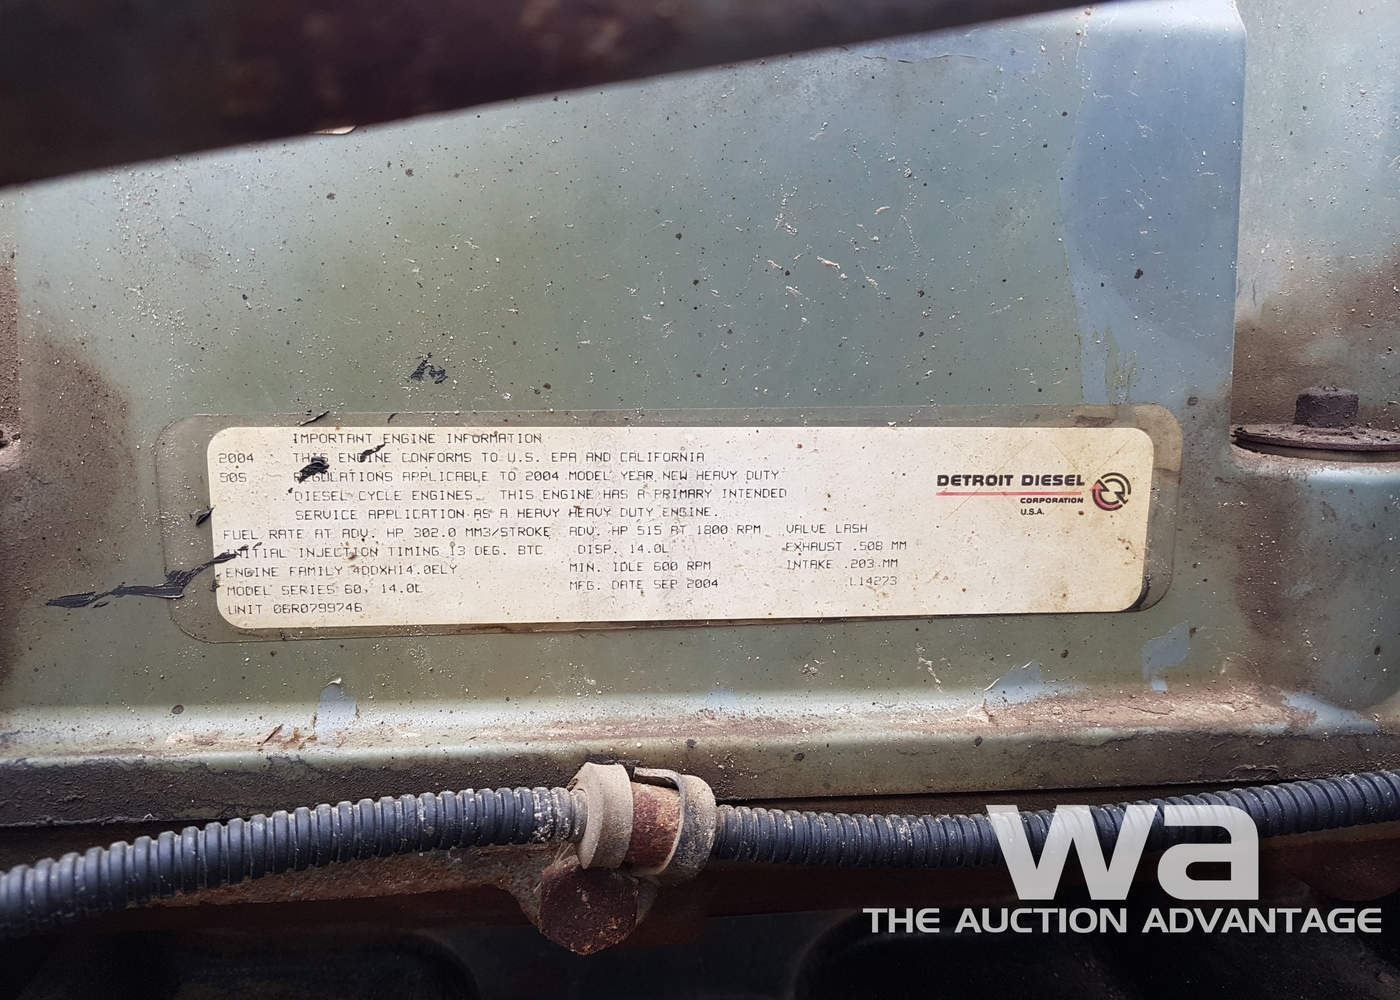 IMPORTANT ENGINE INFORMATION
2004 THIS ENGINE CONFORMS TO U.S. EPA AND CALIFORNIA
505 REGULATIONS APPLICABLE TO 2004 MODEL YEAR NEW HEAVY DUTY
DIESEL CYCLE ENGINES. THIS ENGINE HAS A PRIMARY INTENDED
SERVICE APPLICATION AS A HEAVY HEAVY DUTY ENGINE.
FUEL RATE AT ADV. HP 302.0 MM3/STROKE ADV. HP 515 AT 1800 RPM VALVE LASH
INITIAL INJECTION TIMING 13 DEG. BTC DISP. 14.0L EXHAUST .508 MM
ENGINE FAMILY 4DDXH14.0ELY MIN. IDLE 600 RPM INTAKE .203 MM
MODEL SERIES 60, 14.0L MFG. DATE SEP 2004 L14273
UNIT 06R0799746
DETROIT DIESEL
CORPORATION
U.S.A.
wa
THE AUCTION ADVANTAGE